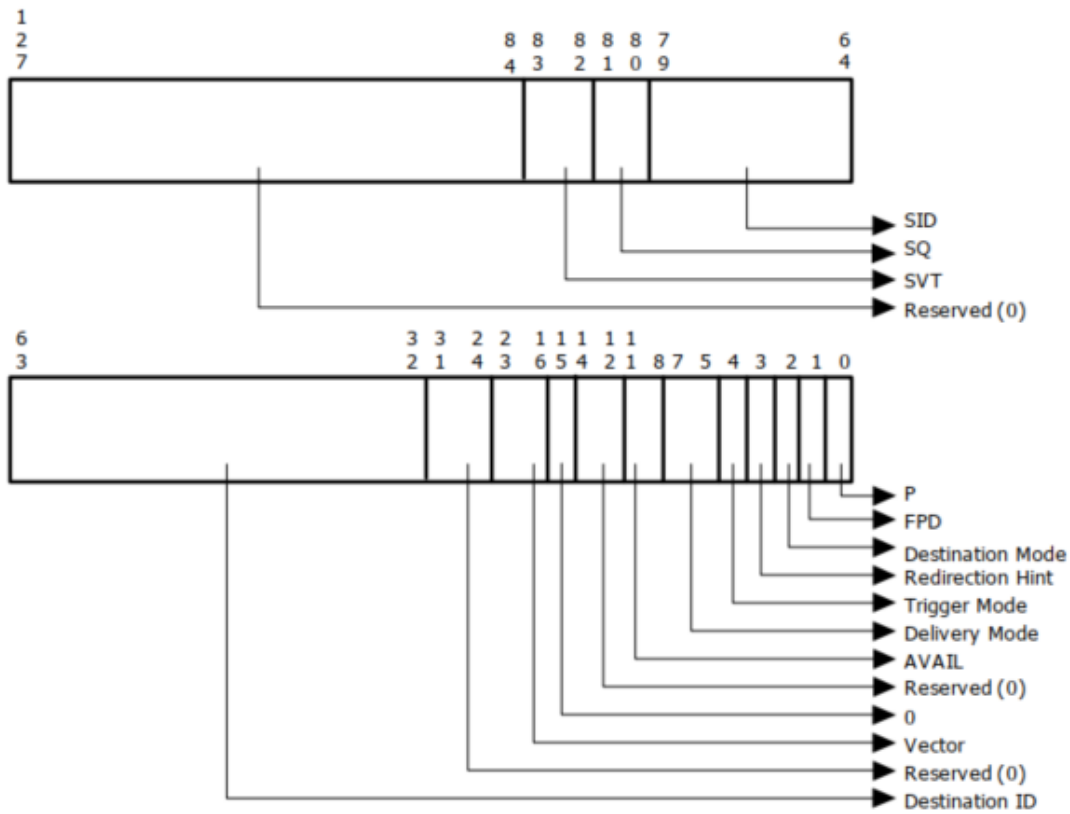 1
2 8 8 8 8 8 7 6
7 4 3 2 1 0 9 4
SID
SQ
SVT
Reserved (0)
6 3 3 2 2 1 1 1 1 1
3 2 1 4 3 6 5 4 2 1 8 7 5 4 3 2 1 0
P
FPD
Destination Mode
Redirection Hint
Trigger Mode
Delivery Mode
AVAIL
Reserved (0)
0
Vector
Reserved (0)
Destination ID